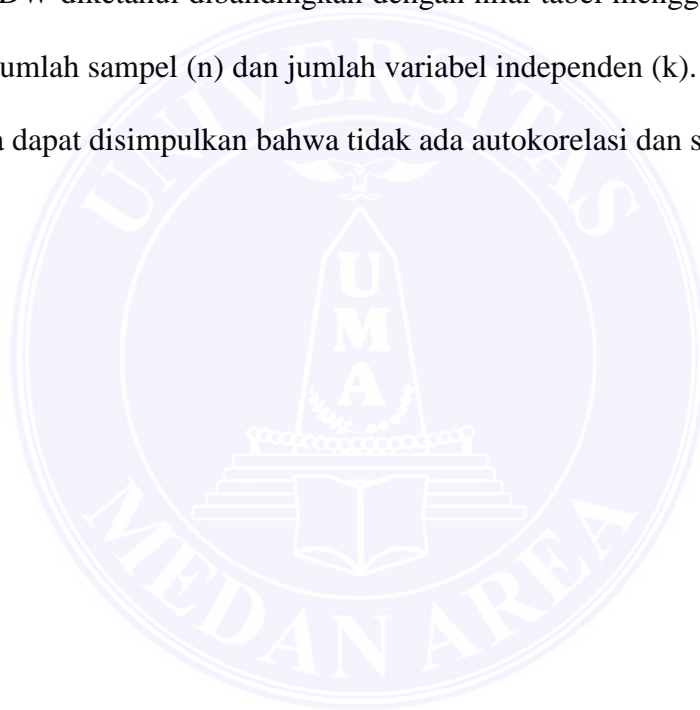 DW diketahui dibandingkan dengan nilai tabel
umlah sampel (n) dan jumlah variabel independen (k).
a dapat disimpulkan bahwa tidak ada autokorelasi dan s
UNIVERSITAS
U
M
A
MEDAN AREA